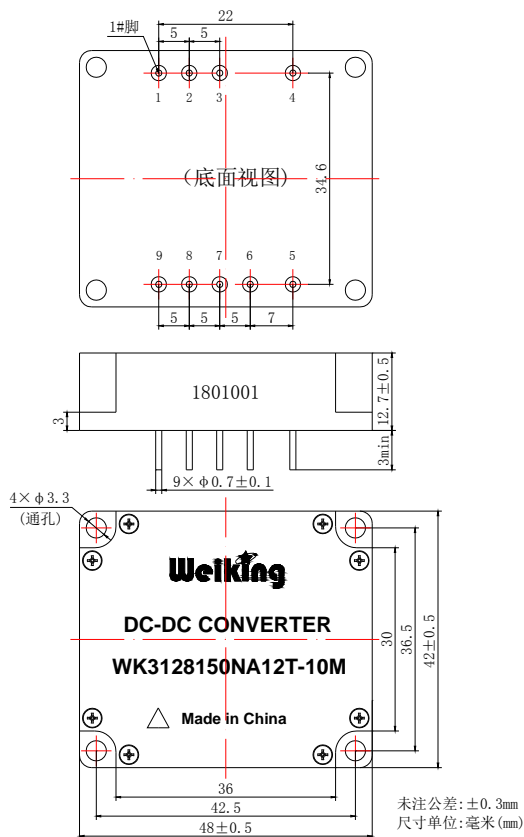 22
1#脚
5 5
1 2 3 4
(底面视图)
34.6
9 8 7 6 5
5 5 5 7
1801001
12.7±0.5
3
3min
9×φ0.7±0.1
4×φ3.3
(通孔)
Weiking
DC-DC CONVERTER
WK3128150NA12T-10M
Made in China
30
36.5
42±0.5
36
42.5
48±0.5
未注公差:±0.3mm
尺寸单位:毫米(mm)